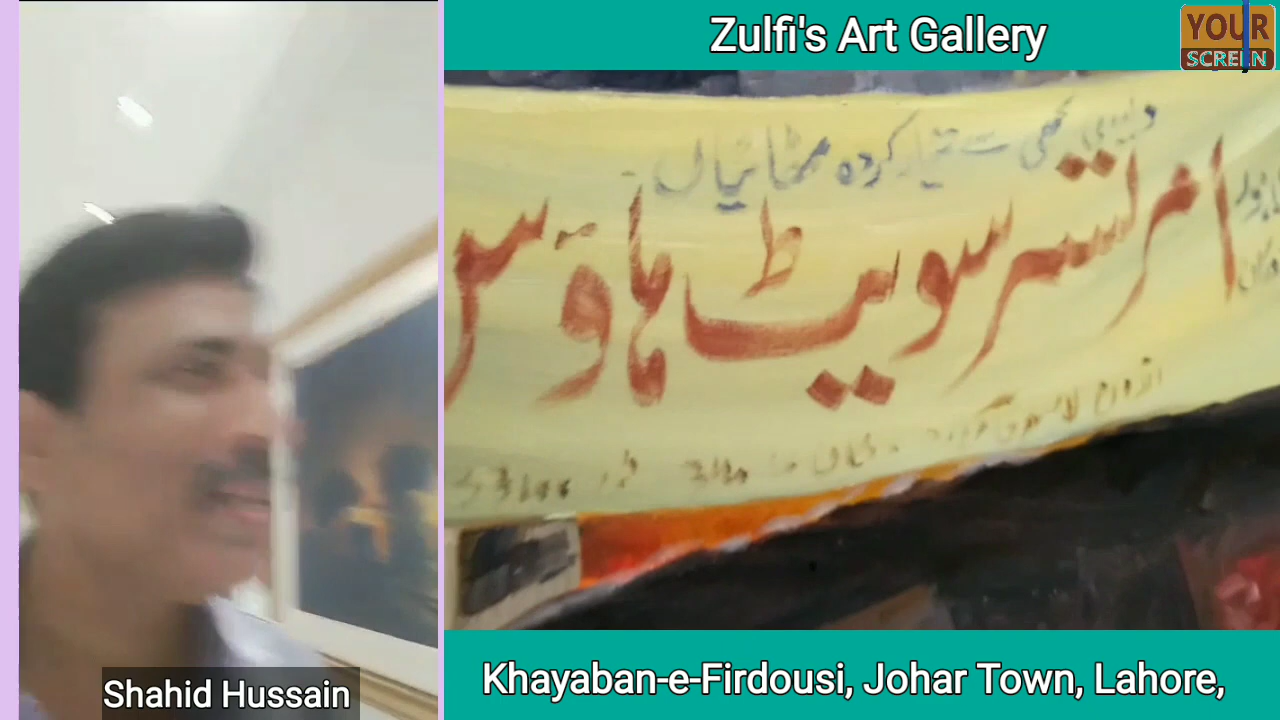 Zulfi's Art Gallery
YOUR
SCREEN
دیسی گھی سے تیار کردہ مٹھائیاں
امرتسر سویٹ ہاؤس
Shahid Hussain
Khayaban-e-Firdousi, Johar Town, Lahore,